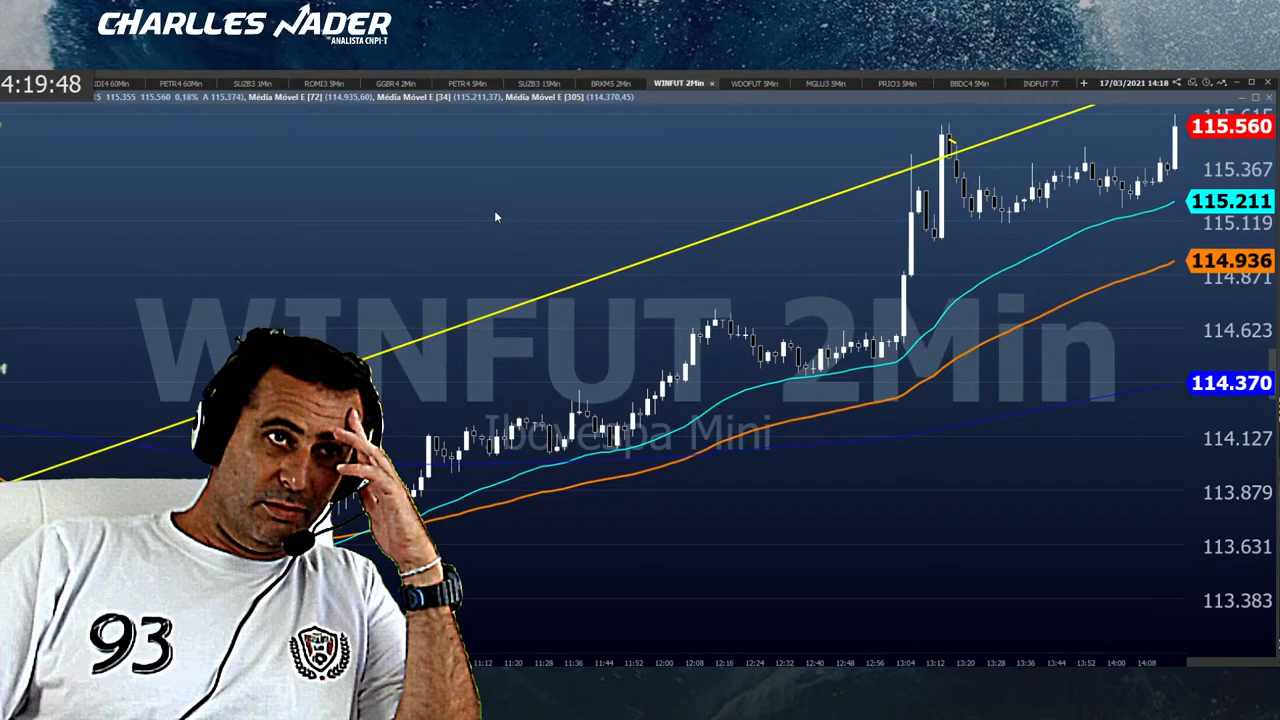 CHARLLES NADER
ANALISTA CNPI-T
4:19:48
DI4 60Min PETR4 60Min SUZB3 1Min ROMI3 5Min GGBR4 2Min PETR4 5Min SUZB3 15Min BRKM5 2Min WINFUT 2Min WDOFUT 5Min MGLU3 5Min PRIO3 5Min BBDC4 5Min INDFUT 7T 17/03/2021 14:18
115.355 115.560 0,18% A 115.374), Média Móvel E [72] (114.935,60), Média Móvel E [34] (115.211,37), Média Móvel E [305] (114.370,45)
115.615
115.560
115.367
115.211
115.119
114.936
114.871
WINFUT 2Min
114.623
114.370
Ibovespa Mini
114.127
113.879
113.631
113.383
93
11:12 11:20 11:28 11:36 11:44 11:52 12:00 12:08 12:16 12:24 12:32 12:40 12:48 12:56 13:04 13:12 13:20 13:28 13:36 13:44 13:52 14:00 14:08